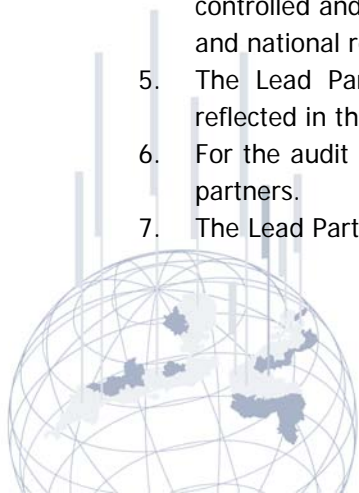 controlled and
and national r
5. The Lead Par
reflected in th
6. For the audit
partners.
7. The Lead Part